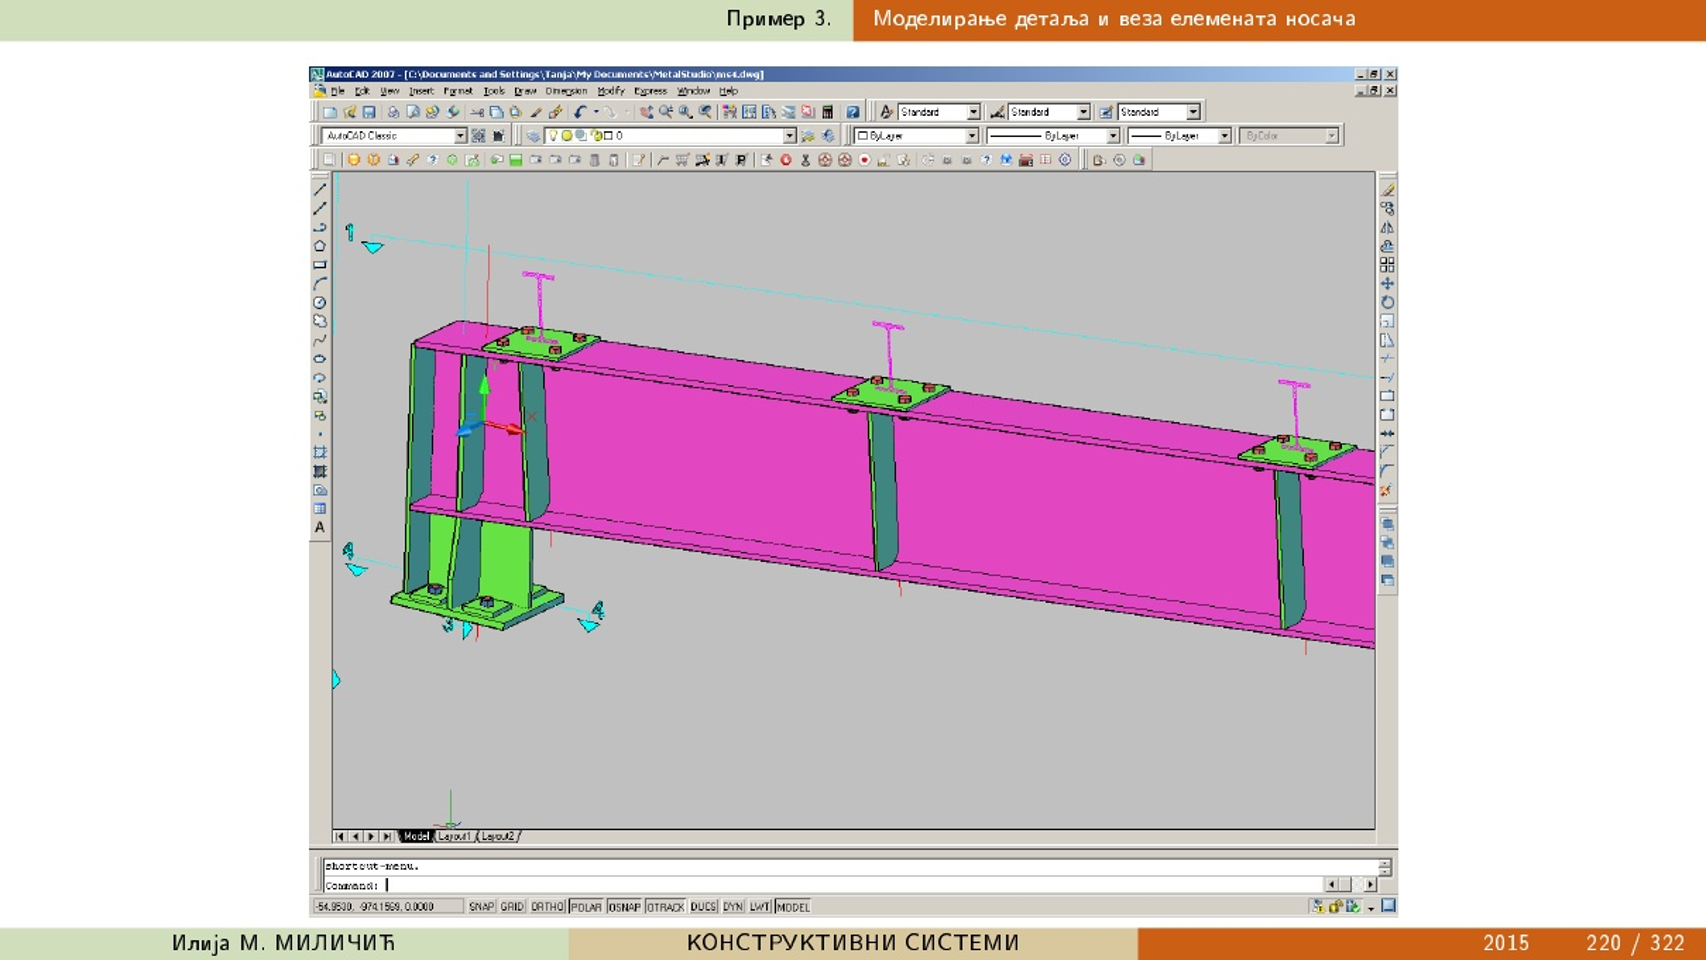 Пример 3.
Моделирање детаља и веза елемената носача
AutoCAD 2007 - [C:\Documents and Settings\Tanja\My Documents\MetalStudio\ms4.dwg]
File Edit View Insert Format Tools Draw Dimension Modify Express Window Help
Standard Standard Standard
AutoCAD Classic 0 ByLayer ByLayer ByLayer ByColor
1
4
4
3
A
Model Layout1 Layout2
shortcut-menu.
Command:
-54.9530, -974.1569, 0.0000 SNAP GRID ORTHO POLAR OSNAP OTRACK DUCS DYN LWT MODEL
Илија М. МИЛИЧИЋ
КОНСТРУКТИВНИ СИСТЕМИ
2015 220 / 322